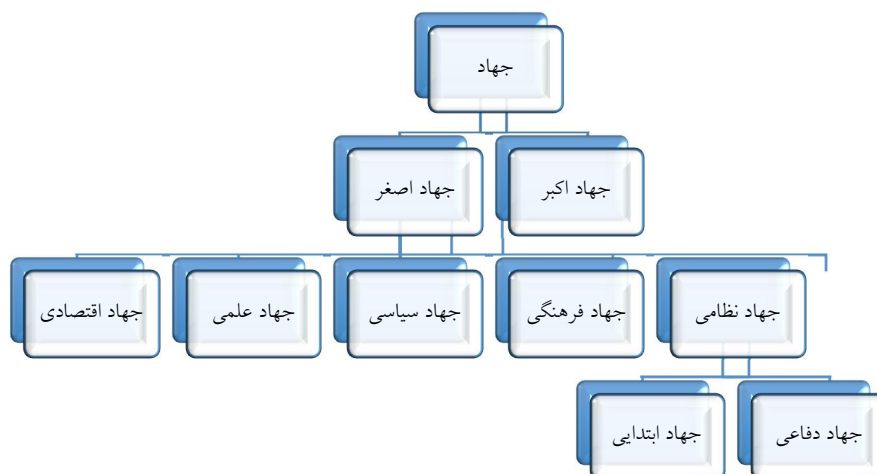 جهاد
جهاد اکبر
جهاد اصغر
جهاد نظامی
جهاد فرهنگی
جهاد سیاسی
جهاد علمی
جهاد اقتصادی
جهاد دفاعی
جهاد ابتدایی